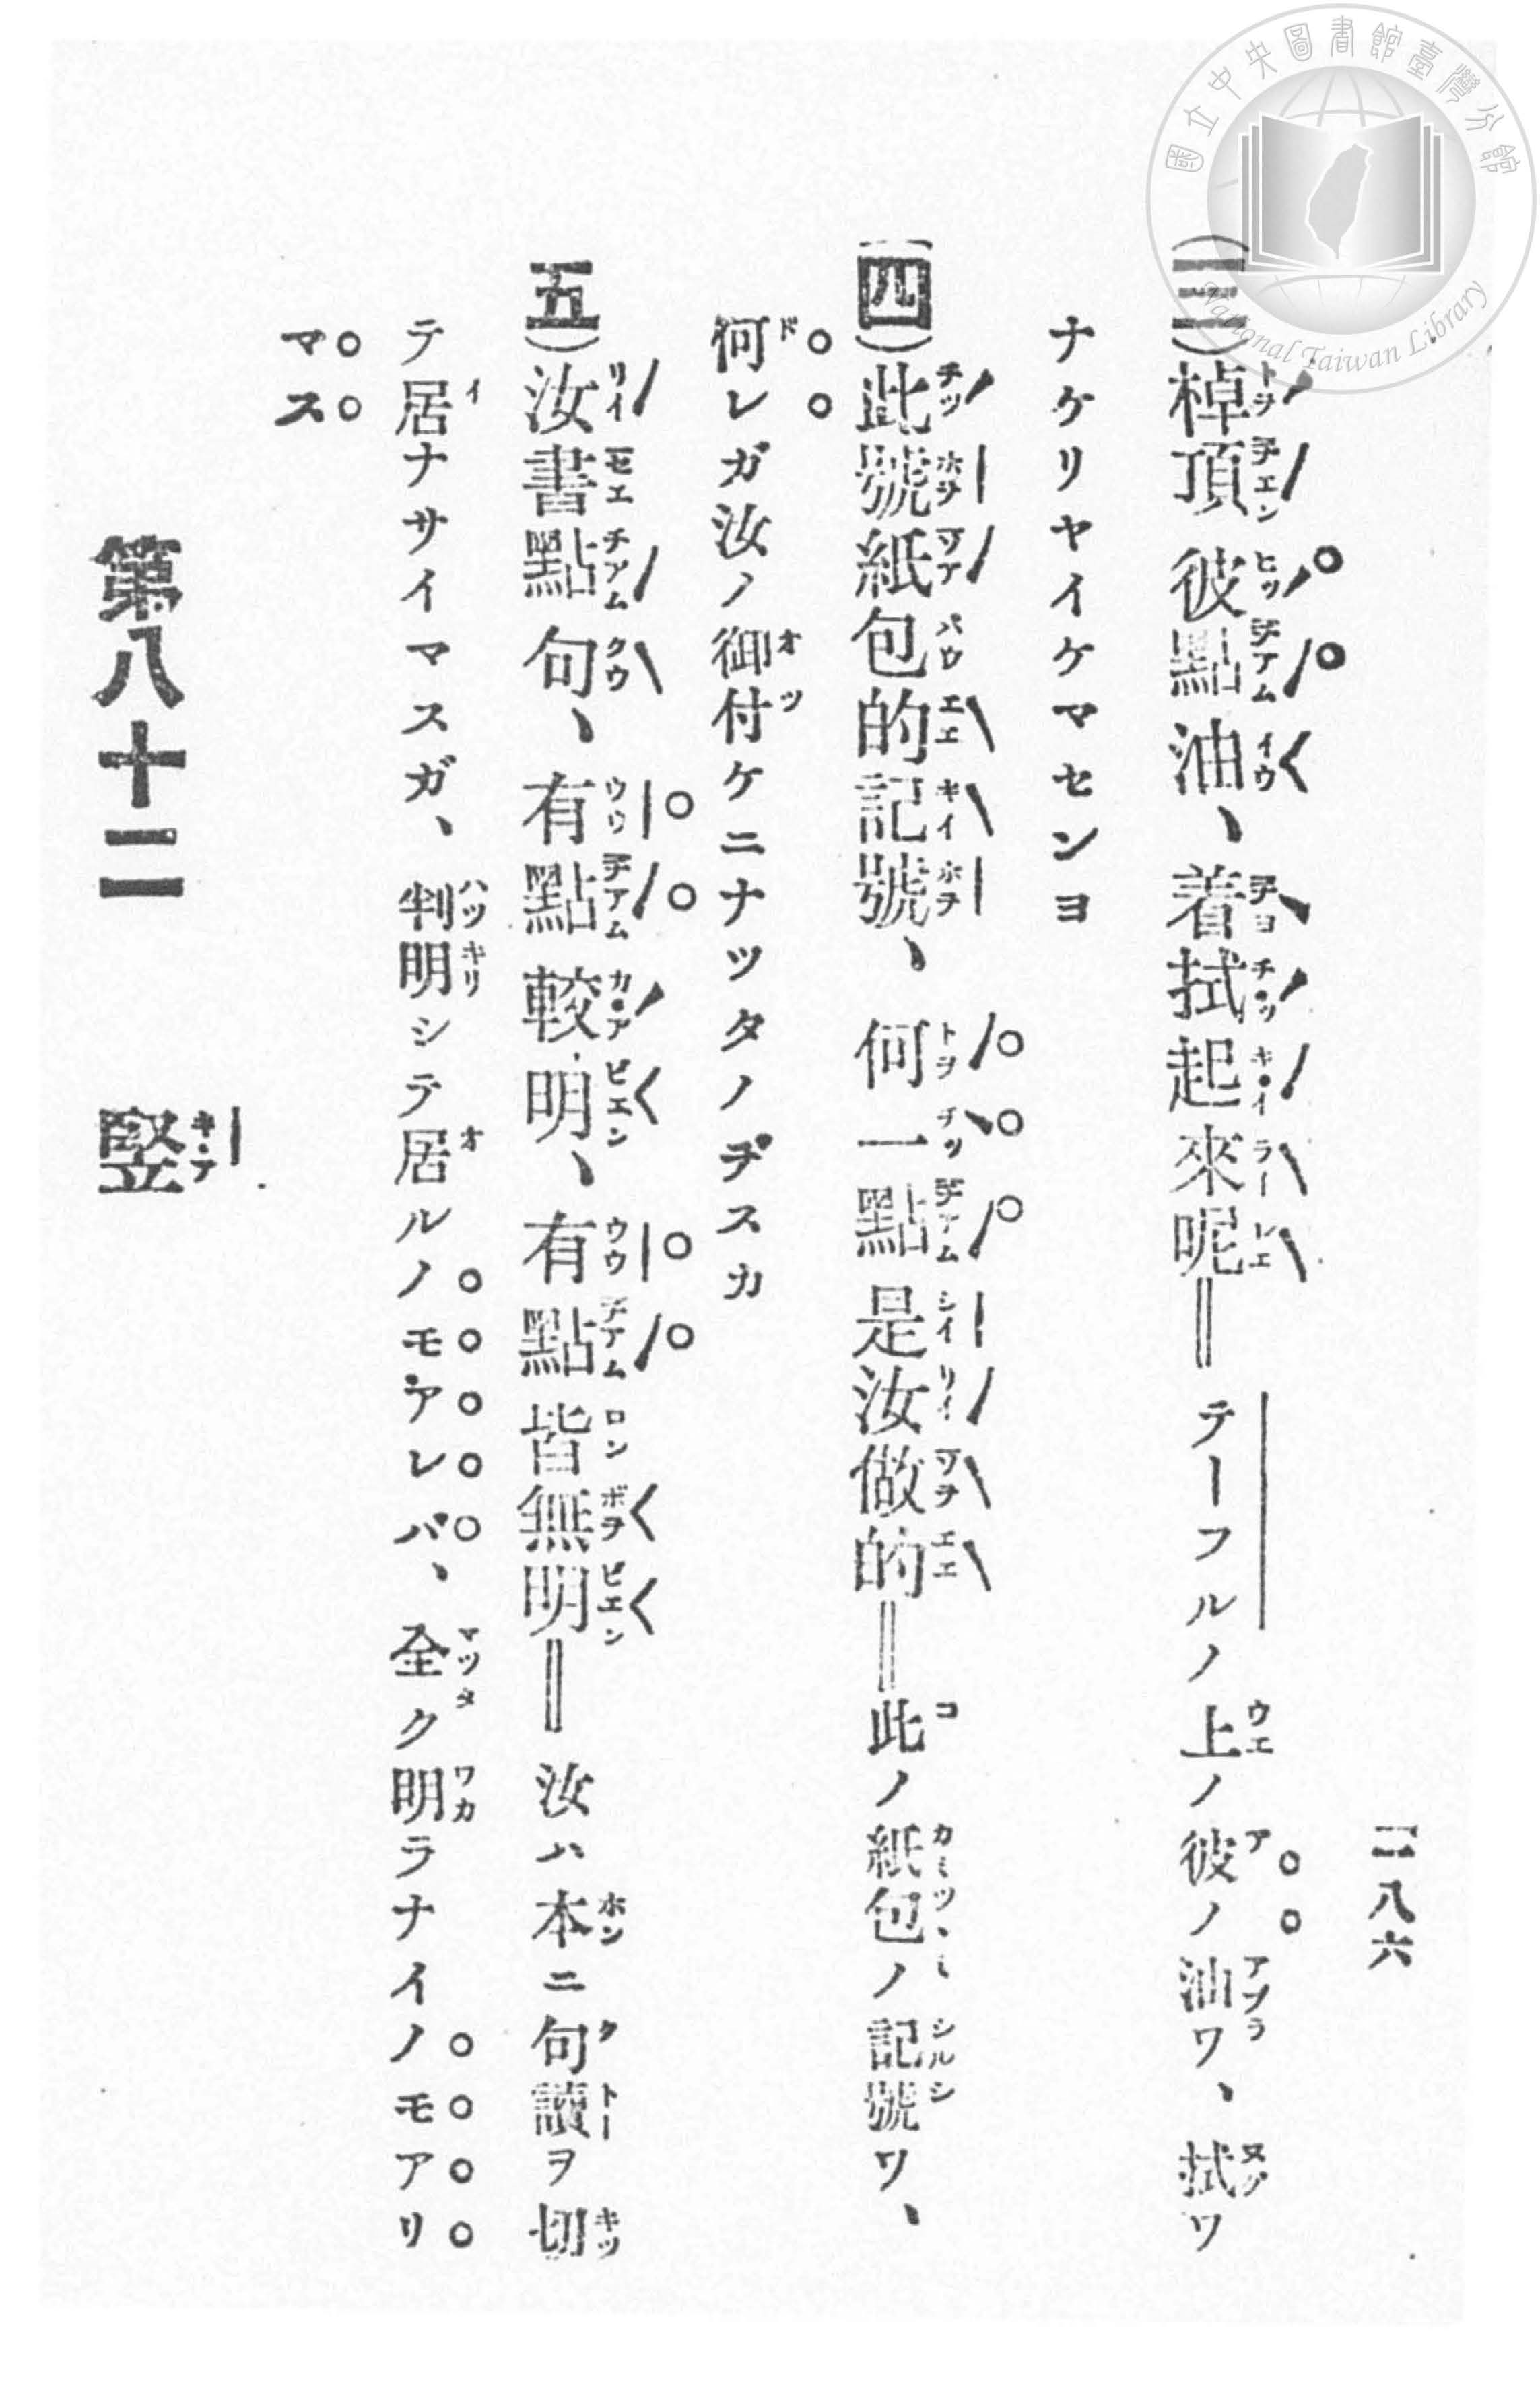 國立中央圖書館臺灣分館
National Taiwan Library
二八六
(三)棹頂彼點油、着拭起來呢‖テーフルノ上ノ彼ノ油ワ、拭ワ
ナケリヤイケマセンヨ
(四)此號紙包的記號、何一點是汝做的‖此ノ紙包ノ記號ワ、
何レガ汝ノ御付ケニナツタノヂスカ
五)汝書點句、有點較明、有點皆無明‖汝ハ本ニ句讀ヲ切
テ居ナサイマスガ、判明シテ居ルノモアレバ、全ク明ラナイノモアリ
マス
第八十二 竪